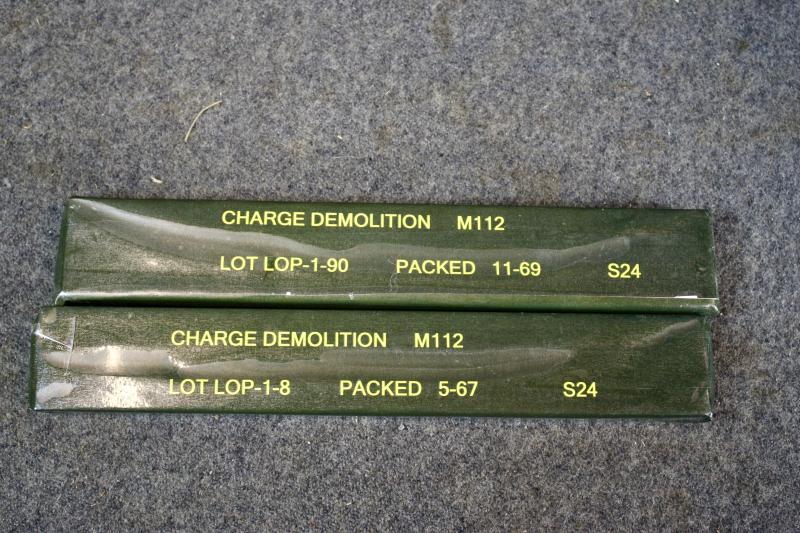 CHARGE DEMOLITION M112
LOT LOP-1-90 PACKED 11-69 S24
CHARGE DEMOLITION M112
LOT LOP-1-8 PACKED 5-67 S24